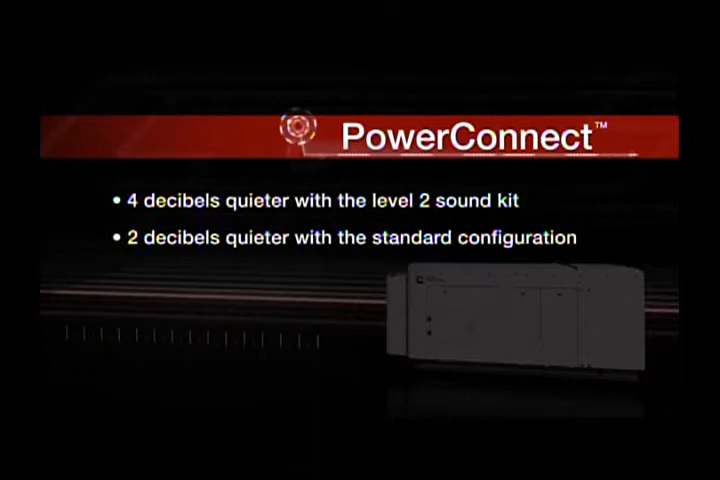 PowerConnect™
• 4 decibels quieter with the level 2 sound kit
• 2 decibels quieter with the standard configuration